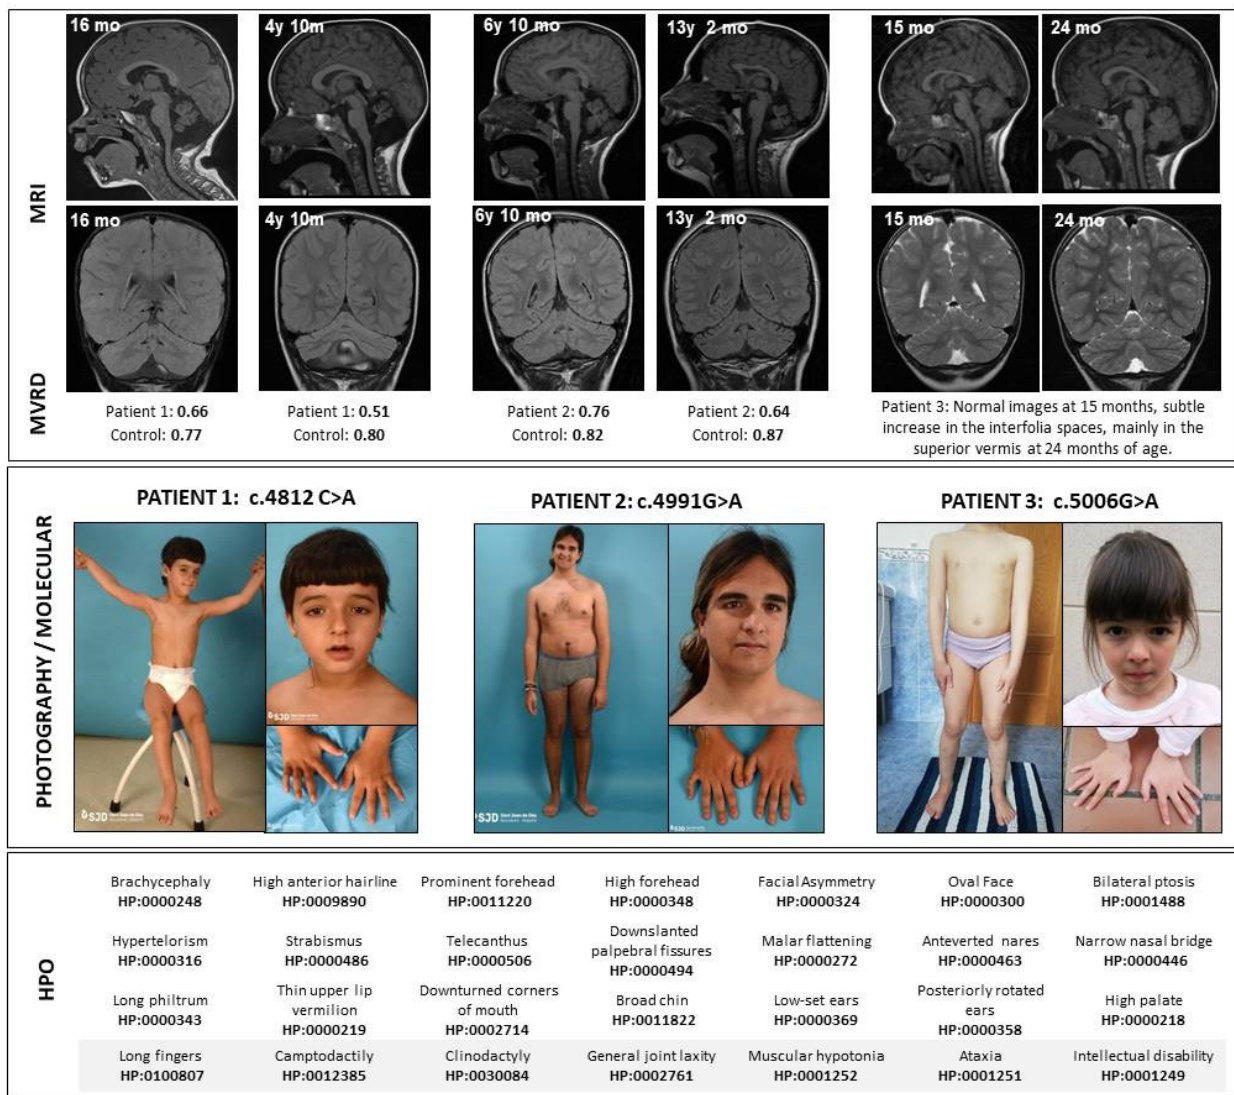 MRI
16 mo
4y 10m
6y 10 mo
13y 2 mo
15 mo
24 mo
16 mo
4y 10m
6y 10 mo
13y 2 mo
15 mo
24 mo
MVRD
Patient 1: 0.66
Control: 0.77
Patient 1: 0.51
Control: 0.80
Patient 2: 0.76
Control: 0.82
Patient 2: 0.64
Control: 0.87
Patient 3: Normal images at 15 months, subtle
increase in the interfolia spaces, mainly in the
superior vermis at 24 months of age.
PHOTOGRAPHY / MOLECULAR
PATIENT 1: c.4812 C>A
PATIENT 2: c.4991G>A
PATIENT 3: c.5006G>A
SJD
SJD
SJD
SJD
HPO
Brachycephaly
HP:0000248
High anterior hairline
HP:0009890
Prominent forehead
HP:0011220
High forehead
HP:0000348
Facial Asymmetry
HP:0000324
Oval Face
HP:0000300
Bilateral ptosis
HP:0001488
Hypertelorism
HP:0000316
Strabismus
HP:0000486
Telecanthus
HP:0000506
Downslanted
palpebral fissures
HP:0000494
Malar flattening
HP:0000272
Anteverted nares
HP:0000463
Narrow nasal bridge
HP:0000446
Long philtrum
HP:0000343
Thin upper lip
vermilion
HP:0000219
Downturned corners
of mouth
HP:0002714
Broad chin
HP:0011822
Low-set ears
HP:0000369
Posteriorly rotated
ears
HP:0000358
High palate
HP:0000218
Long fingers
HP:0100807
Camptodactily
HP:0012385
Clinodactyly
HP:0030084
General joint laxity
HP:0002761
Muscular hypotonia
HP:0001252
Ataxia
HP:0001251
Intellectual disability
HP:0001249